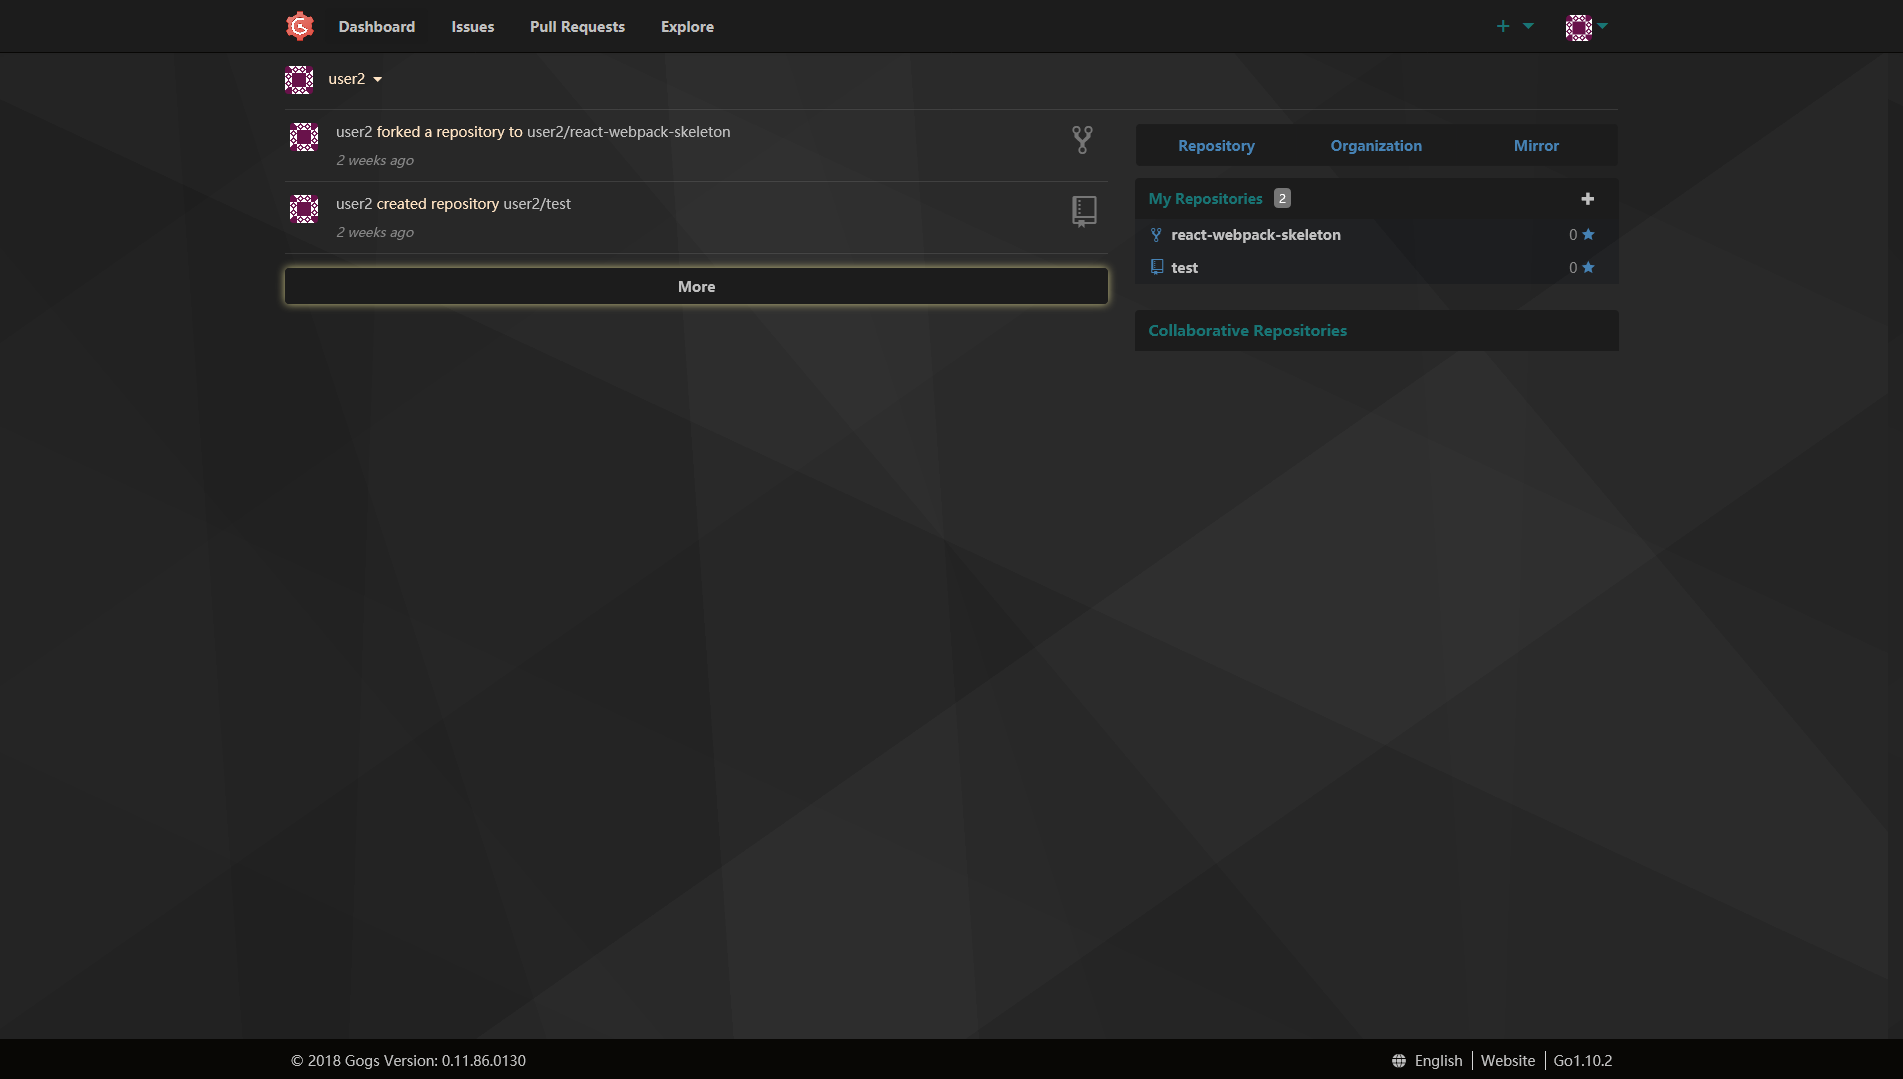 Dashboard Issues Pull Requests Explore
user2
user2 forked a repository to user2/react-webpack-skeleton
2 weeks ago
user2 created repository user2/test
2 weeks ago
More
Repository Organization Mirror
My Repositories 2
react-webpack-skeleton 0
test 0
Collaborative Repositories
© 2018 Gogs Version: 0.11.86.0130
English Website Go1.10.2